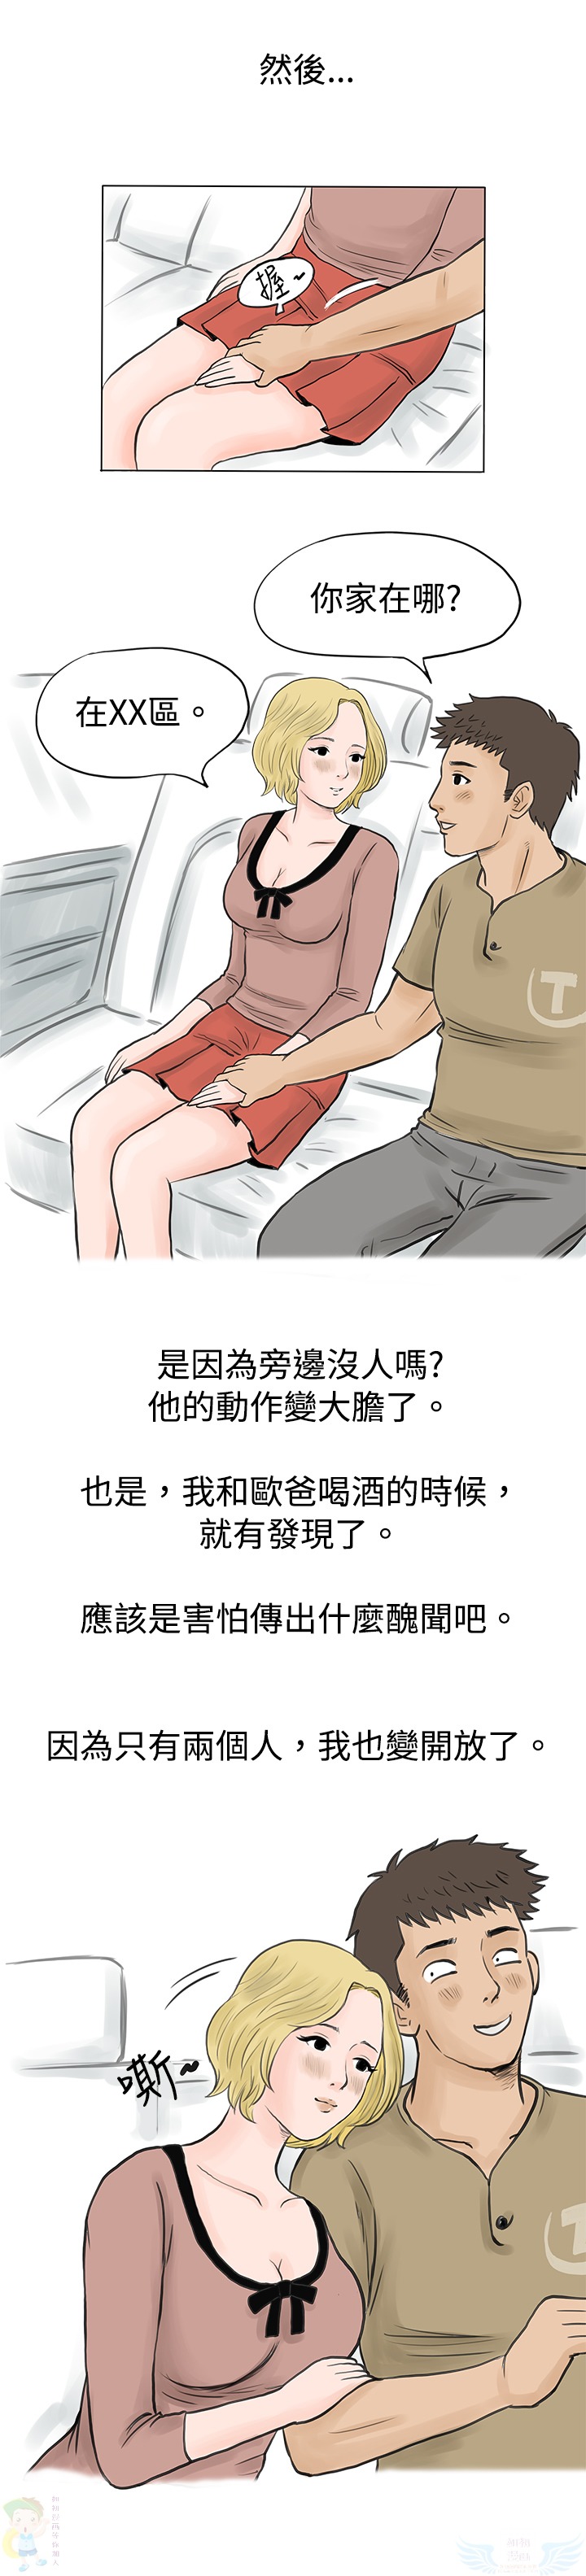 然後...
握~
你家在哪?
在XX區。
T
是因為旁邊沒人嗎?
他的動作變大膽了。
也是，我和歐爸喝酒的時候，
就有發現了。
應該是害怕傳出什麼醜聞吧。
因為只有兩個人，我也變開放了。
嘶~
T